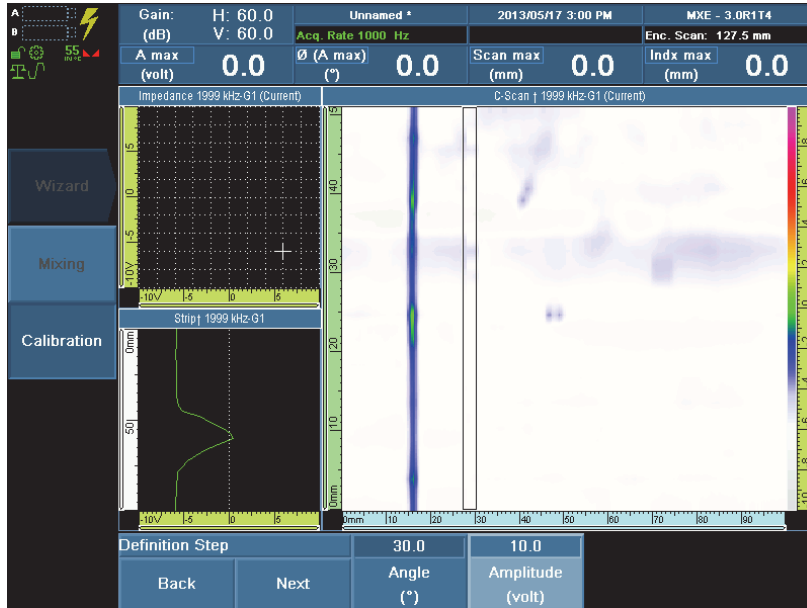 A
B
55
IN °C
Gain: H: 60.0
(dB) V: 60.0
Unnamed *
2013/05/17 3:00 PM
MXE - 3.0R1T4
Acq. Rate 1000 Hz
Enc. Scan: 127.5 mm
A max
(volt)
0.0
Ø (A max)
(°)
0.0
Scan max
(mm)
0.0
Indx max
(mm)
0.0
Impedance 1999 kHz-G1 (Current)
C-Scan † 1999 kHz-G1 (Current)
Wizard
Mixing
Calibration
5
0
-5
-10V
-10V -5 0 5
Strip† 1999 kHz-G1
0mm
50
-10V -5 0 5
40
30
20
10
0mm
0mm 10 20 30 40 50 60 70 80 90
Definition Step
30.0
10.0
Back
Next
Angle
(°)
Amplitude
(volt)